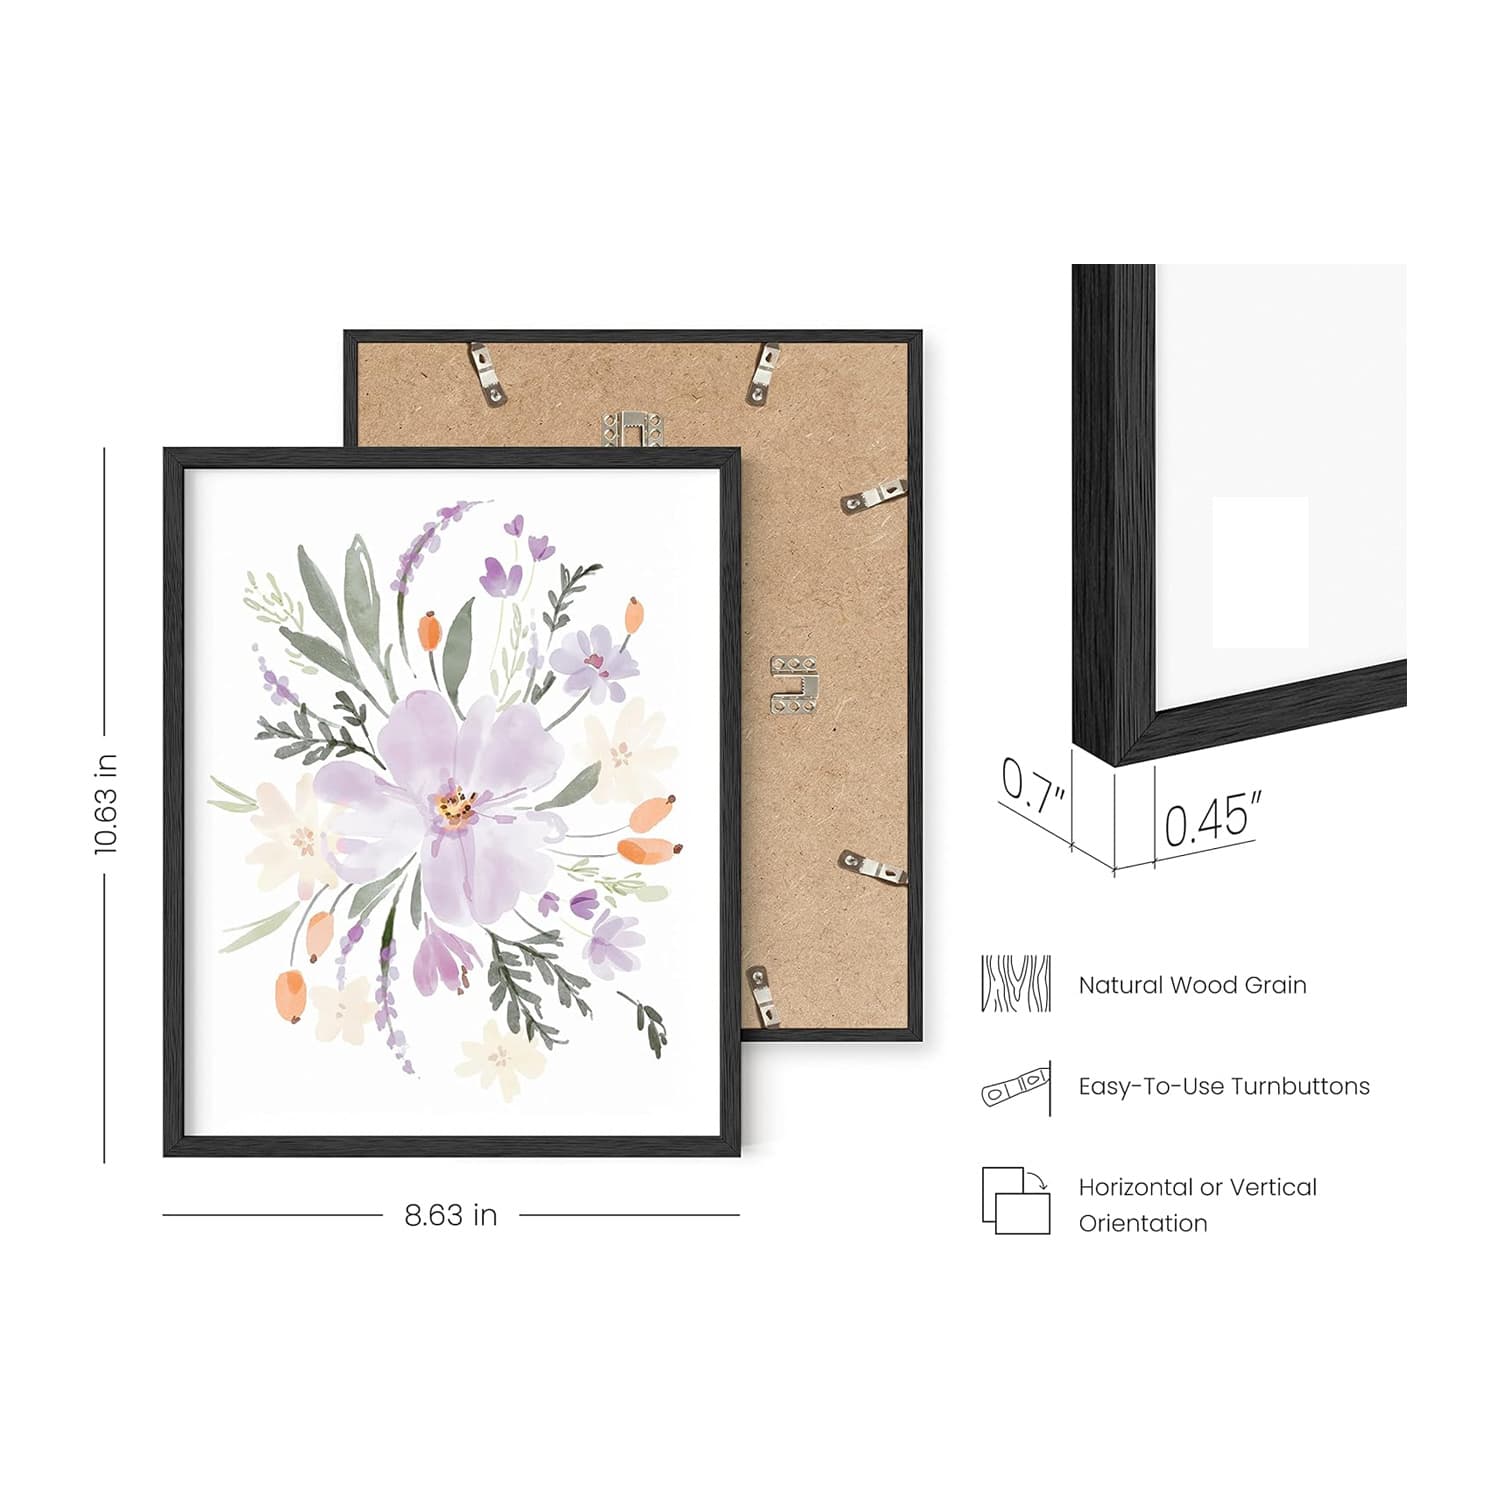 10.63 in
8.63 in
0.7"
0.45"
Natural Wood Grain
Easy-To-Use Turnbuttons
Horizontal or Vertical
Orientation